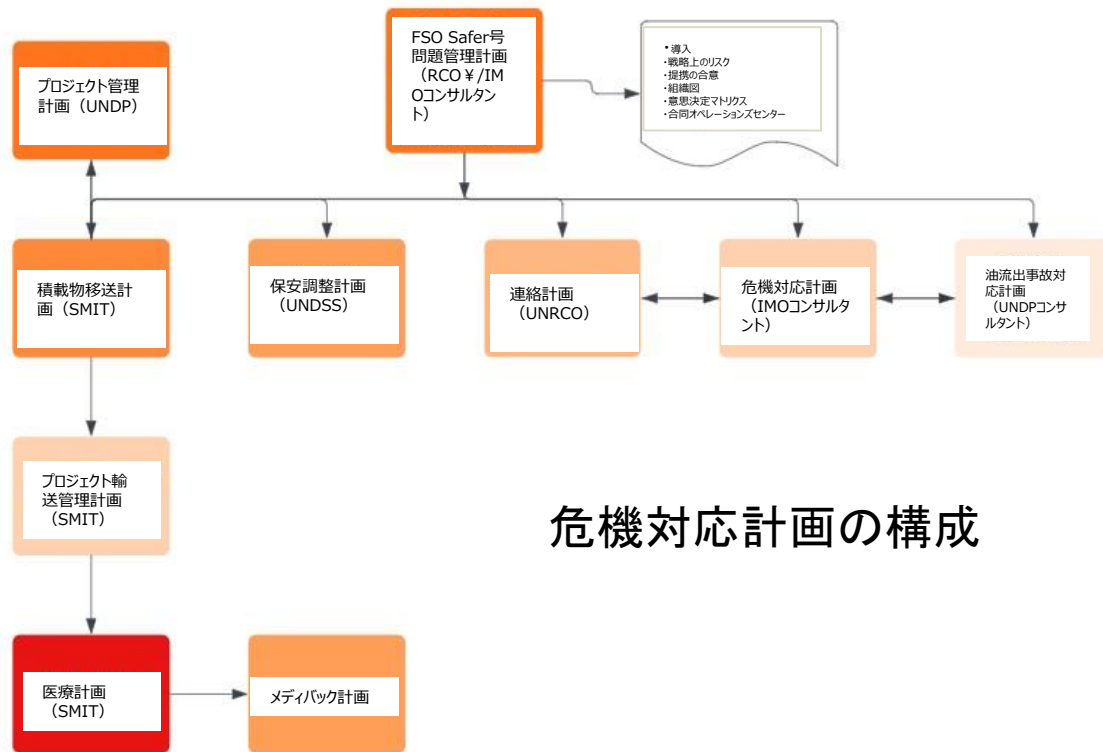 FSO Safer号
問題管理計画
（RCO￥/IM
Oコンサルタン
ト）
・導入
・戦略上のリスク
・提携の合意
・組織図
・意思決定マトリクス
・合同オペレーションズセンター
プロジェクト管理
計画（UNDP）
積載物移送計
画（SMIT）
保安調整計画
（UNDSS）
連絡計画
（UNRCO）
危機対応計画
（IMOコンサルタ
ント）
油流出事故対
応計画
（UNDPコンサ
ルタント）
プロジェクト輸
送管理計画
（SMIT）
危機対応計画の構成
医療計画
（SMIT）
メディバック計画